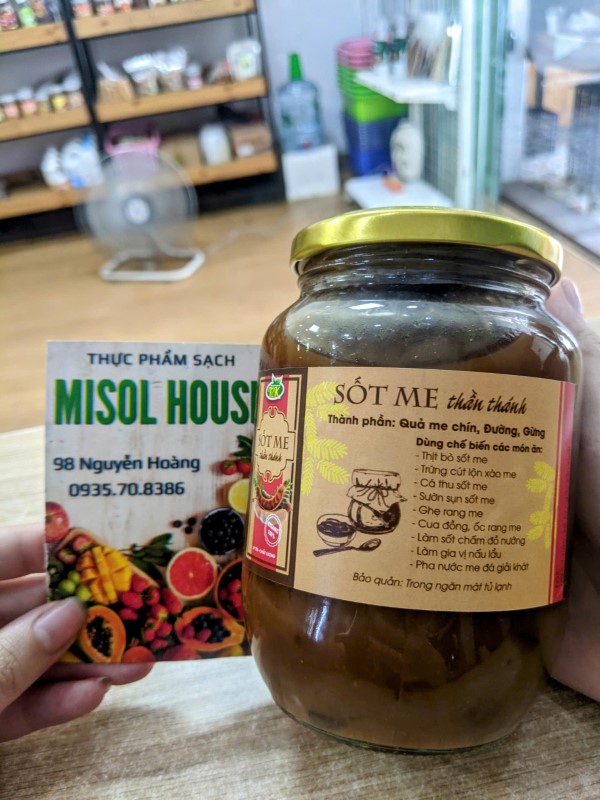 THỰC PHẨM SẠCH
MISOL HOUSE
98 Nguyễn Hoàng
0935.70.8386
SỐT ME
thần thánh
SỐT ME thần thánh
Thành phần: Quả me chín, Đường, Gừng
Dùng chế biến các món ăn:
- Thịt bò sốt me
- Trứng cút lộn xào me
- Cá thu sốt me
- Sườn sụn sốt me
- Ghẹ rang me
- Cua đồng, ốc rang me
- Làm sốt chấm đồ nướng
- Làm gia vị nấu lẩu
- Pha nước me đá giải khát
Bảo quản: Trong ngăn mát tủ lạnh